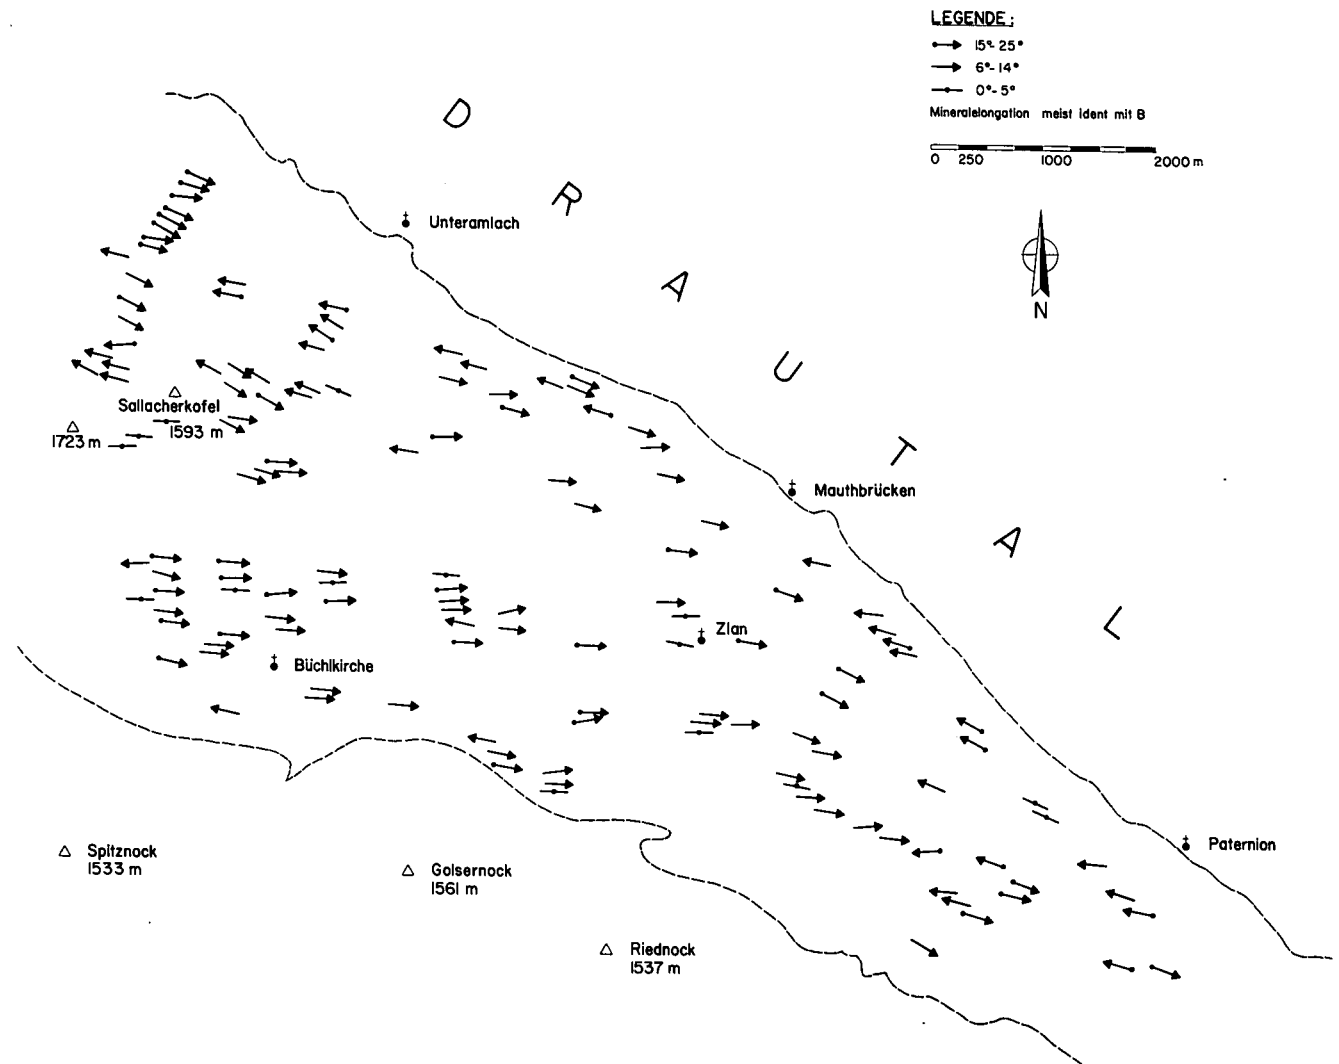 LEGENDE:
15°-25°
6°-14°
0°-5°
Mineralelongation meist ident mit B
0 250 1000 2000 m
N
DRAUTAL
Unteramlach
Sallacherkofel
1593 m
1723 m
Mauthbrücken
Zlan
Büchlkirche
Spitznock
1533 m
Golsernock
1561 m
Riednock
1537 m
Paternion